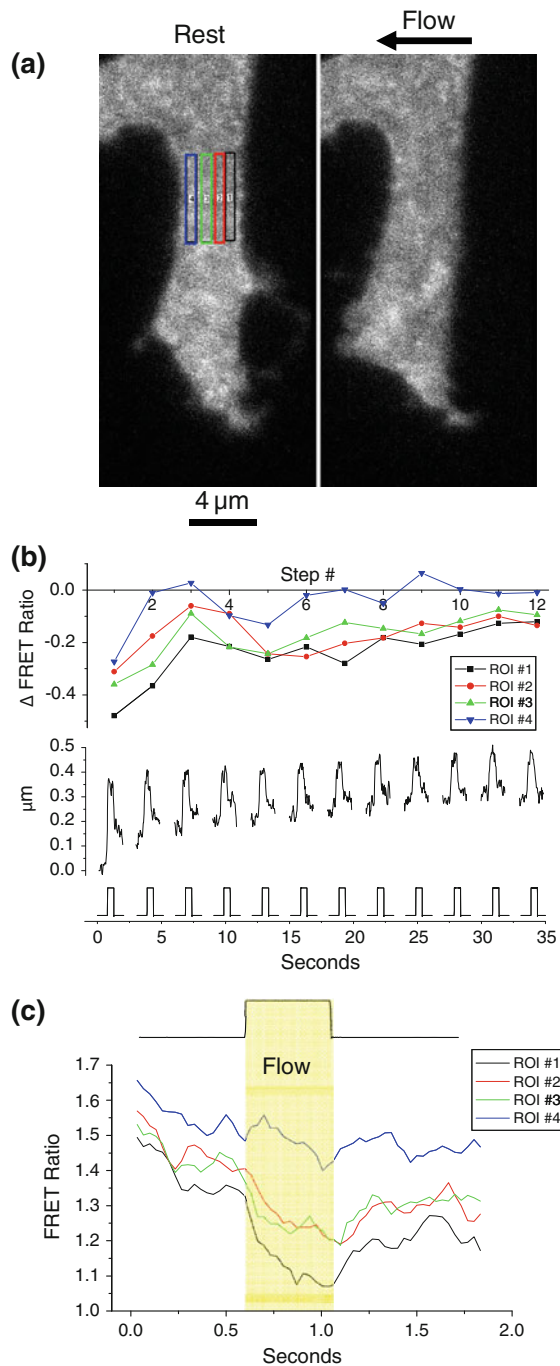 Rest
Flow
(a)
4 μm
(b)
Step #
0.0
2
4
6
8
10
12
-0.2
-0.4
Δ FRET Ratio
ROI #1
ROI #2
ROI #3
ROI #4
0.5
0.4
0.3
0.2
0.1
0.0
μm
0
5
10
15
20
25
30
35
Seconds
(c)
Flow
ROI #1
ROI #2
ROI #3
ROI #4
1.7
1.6
1.5
1.4
1.3
1.2
1.1
1.0
FRET Ratio
0.0
0.5
1.0
1.5
2.0
Seconds